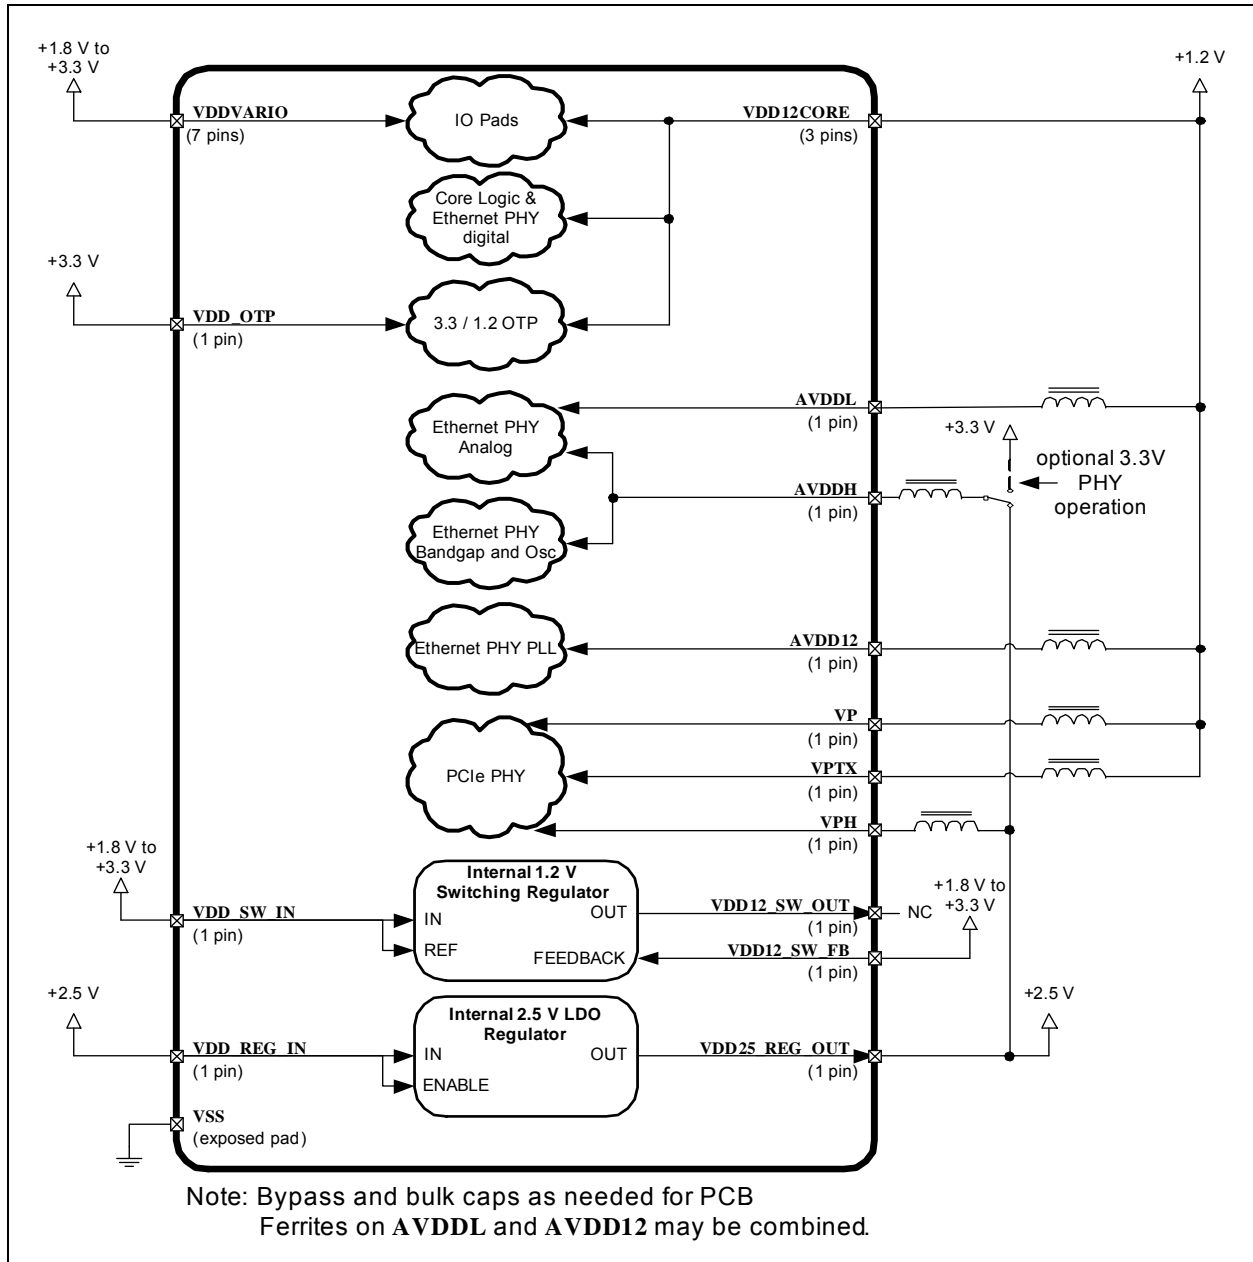 +1.8 V to
+3.3 V
+1.2 V
VDDVARIO
(7 pins)
IO Pads
VDD12CORE
(3 pins)
Core Logic &
Ethernet PHY
digital
+3.3 V
VDD_OTP
(1 pin)
3.3 / 1.2 OTP
AVDDL
(1 pin)
Ethernet PHY
Analog
+3.3 V
optional 3.3V
PHY
operation
AVDDH
(1 pin)
Ethernet PHY
Bandgap and Osc
Ethernet PHY PLL
AVDD12
(1 pin)
VP
(1 pin)
PCIe PHY
VPTX
(1 pin)
VPH
(1 pin)
+1.8 V to
+3.3 V
Internal 1.2 V
Switching Regulator
VDD_SW_IN
(1 pin)
IN
REF
OUT
FEEDBACK
VDD12_SW_OUT
(1 pin)
NC
+1.8 V to
+3.3 V
VDD12_SW_FB
(1 pin)
+2.5 V
Internal 2.5 V LDO
Regulator
+2.5 V
VDD_REG_IN
(1 pin)
IN
ENABLE
OUT
VDD25_REG_OUT
(1 pin)
VSS
(exposed pad)
Note: Bypass and bulk caps as needed for PCB
Ferrites on AVDDL and AVDD12 may be combined.